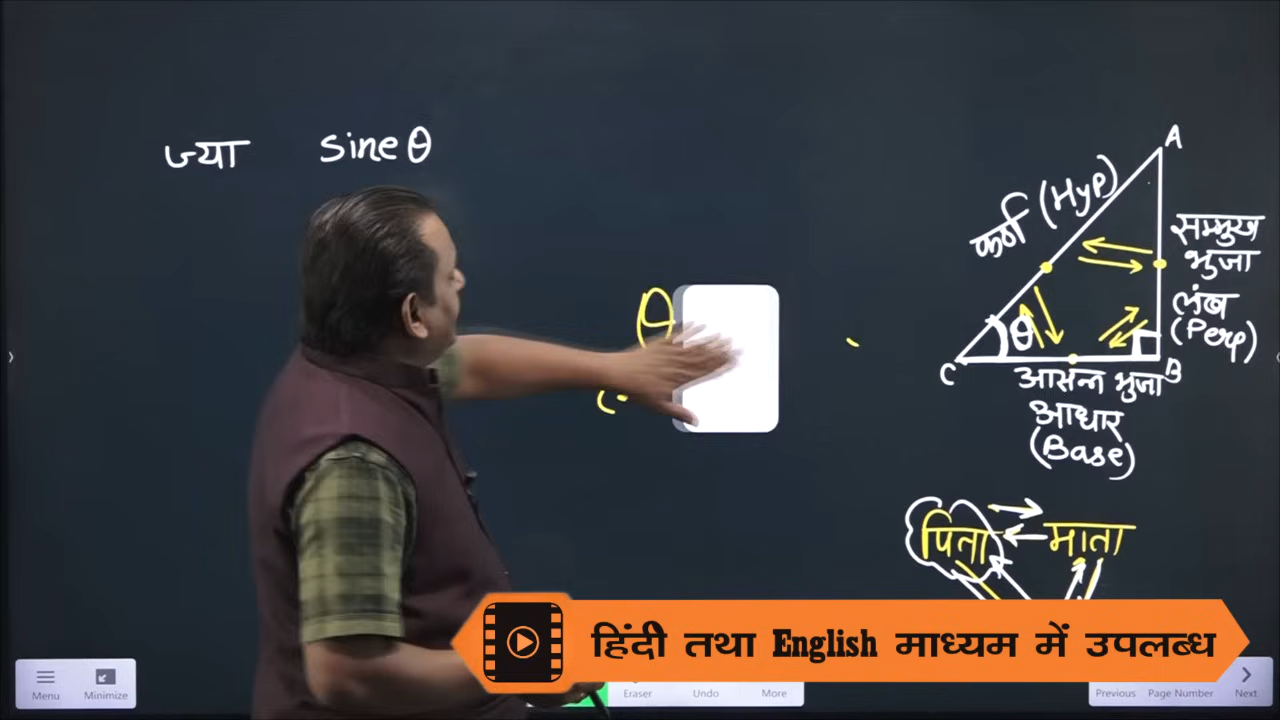 ज्या sine θ
θ
A
कर्ण (Hyp)
सम्मुख
भुजा
लंब
(Perp)
θ
C
B
आसन्न भुजा
आधार
(Base)
पिता
माता
हिंदी तथा English माध्यम में उपलब्ध
Menu
Minimize
Eraser
Undo
More
Previous
Page Number
Next